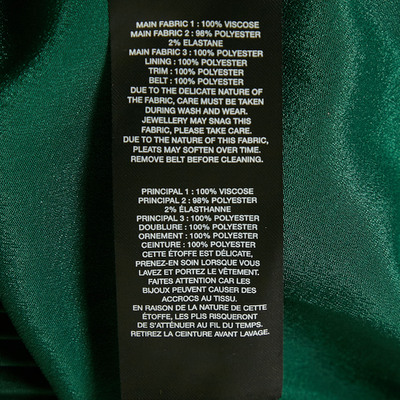 MAIN FABRIC 1 : 100% VISCOSE
MAIN FABRIC 2 : 98% POLYESTER
2% ELASTANE
MAIN FABRIC 3 : 100% POLYESTER
LINING : 100% POLYESTER
TRIM : 100% POLYESTER
BELT : 100% POLYESTER
DUE TO THE DELICATE NATURE OF
THE FABRIC, CARE MUST BE TAKEN
DURING WASH AND WEAR.
JEWELLERY MAY SNAG THIS
FABRIC, PLEASE TAKE CARE.
DUE TO THE NATURE OF THIS FABRIC,
PLEATS MAY SOFTEN OVER TIME.
REMOVE BELT BEFORE CLEANING.
PRINCIPAL 1 : 100% VISCOSE
PRINCIPAL 2 : 98% POLYESTER
2% ÉLASTHANNE
PRINCIPAL 3 : 100% POLYESTER
DOUBLURE : 100% POLYESTER
ORNEMENT : 100% POLYESTER
CEINTURE : 100% POLYESTER
CETTE ÉTOFFE EST DÉLICATE,
PRENEZ-EN SOIN LORSQUE VOUS
LAVEZ ET PORTEZ LE VÊTEMENT.
FAITES ATTENTION CAR LES
BIJOUX PEUVENT CAUSER DES
ACCROCS AU TISSU.
EN RAISON DE LA NATURE DE CETTE
ÉTOFFE, LES PLIS RISQUERONT
DE S'ATTÉNUER AU FIL DU TEMPS.
RETIREZ LA CEINTURE AVANT LAVAGE.